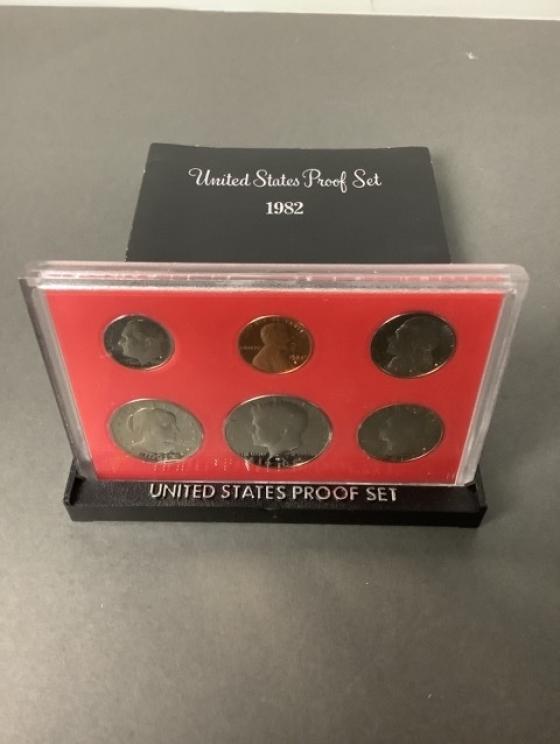 United States Proof Set
1982
UNITED STATES PROOF SET